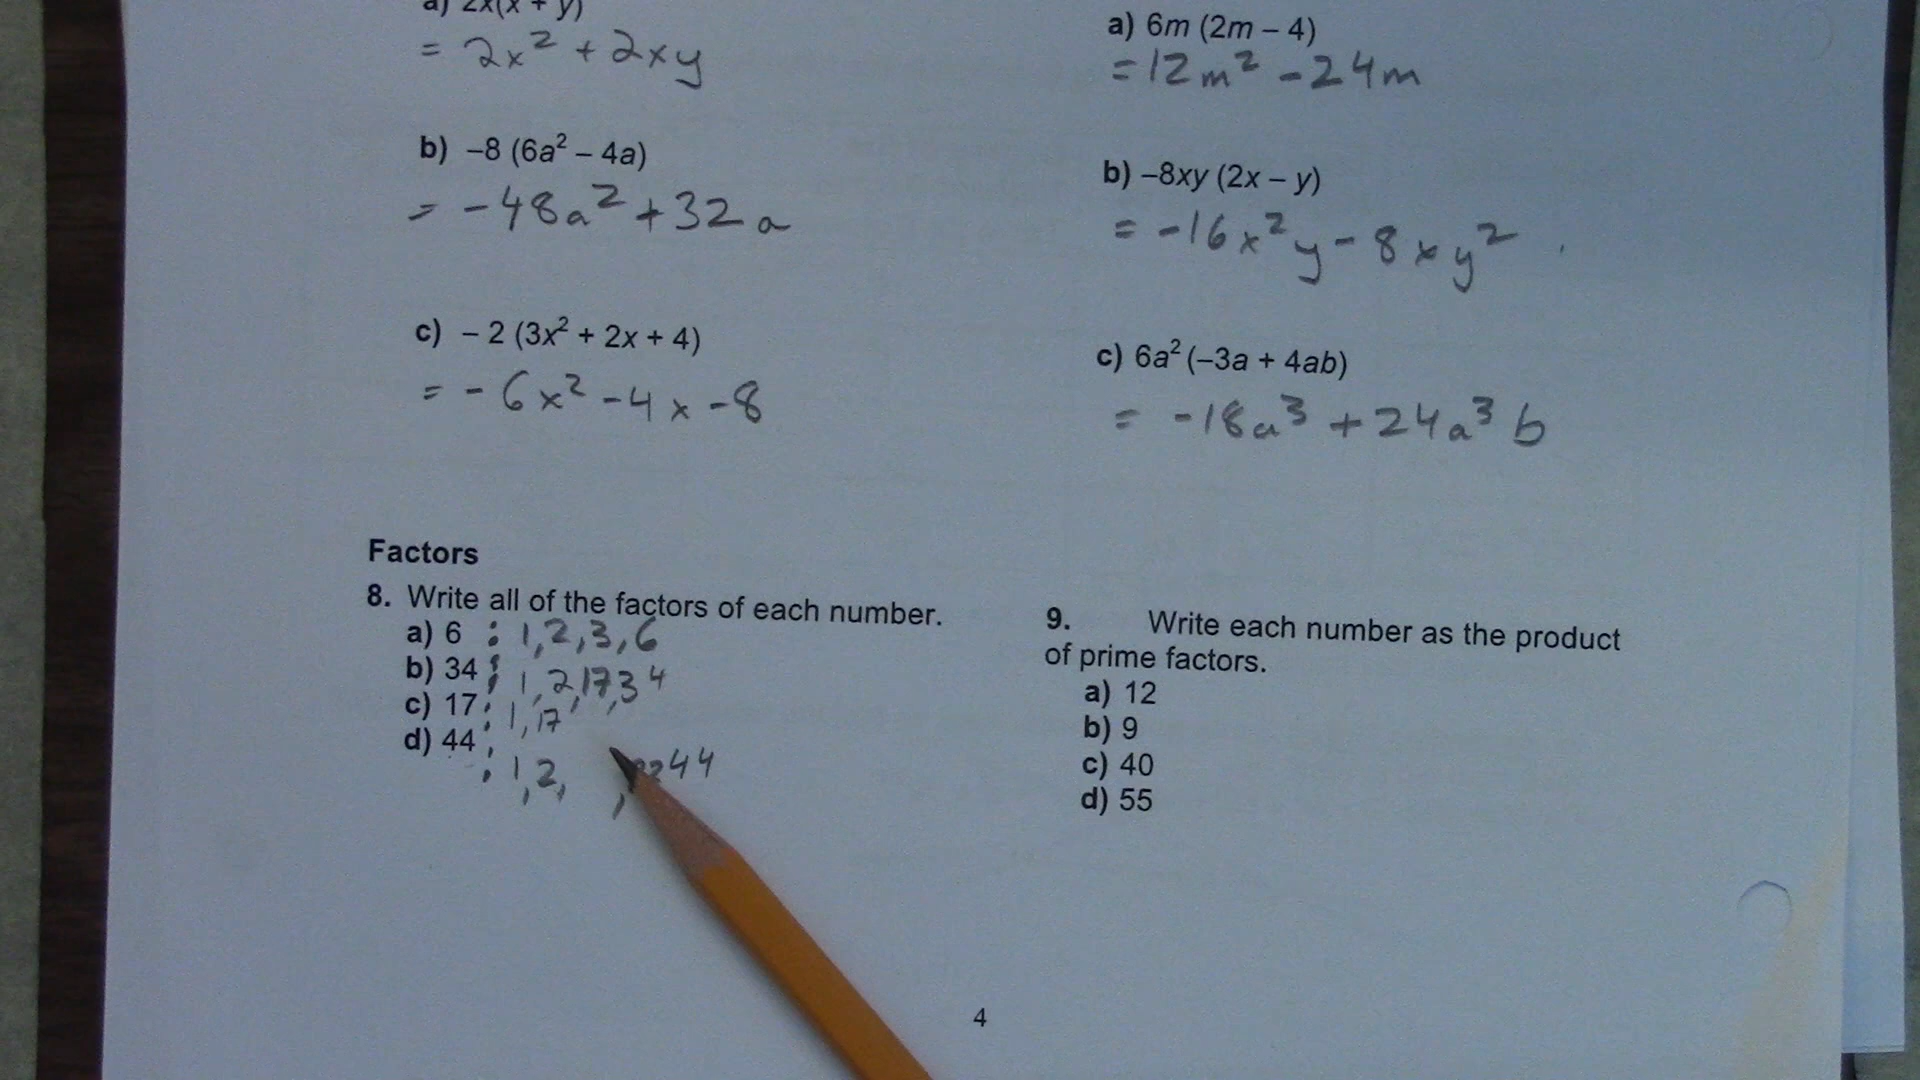 a) 2x(x + y)
= 2x² + 2xy
b) –8 (6a² – 4a)
= -48a² + 32a
c) – 2 (3x² + 2x + 4)
= - 6x² - 4x - 8
a) 6m (2m – 4)
= 12m² - 24m
b) –8xy (2x – y)
= -16x²y - 8xy²
c) 6a² (–3a + 4ab)
= -18a³ + 24a³b
Factors
8. Write all of the factors of each number.
a) 6 : 1, 2, 3, 6
b) 34 : 1, 2, 17, 34
c) 17 : 1, 17
d) 44 : 1, 2, , 22 44
9. Write each number as the product
of prime factors.
a) 12
b) 9
c) 40
d) 55
4